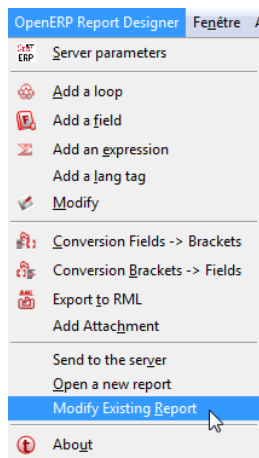 OpenERP Report Designer Fenêtre
Server parameters
Add a loop
Add a field
Add an expression
Add a lang tag
Modify
Conversion Fields -> Brackets
Conversion Brackets -> Fields
Export to RML
Add Attachment
Send to the server
Open a new report
Modify Existing Report
About